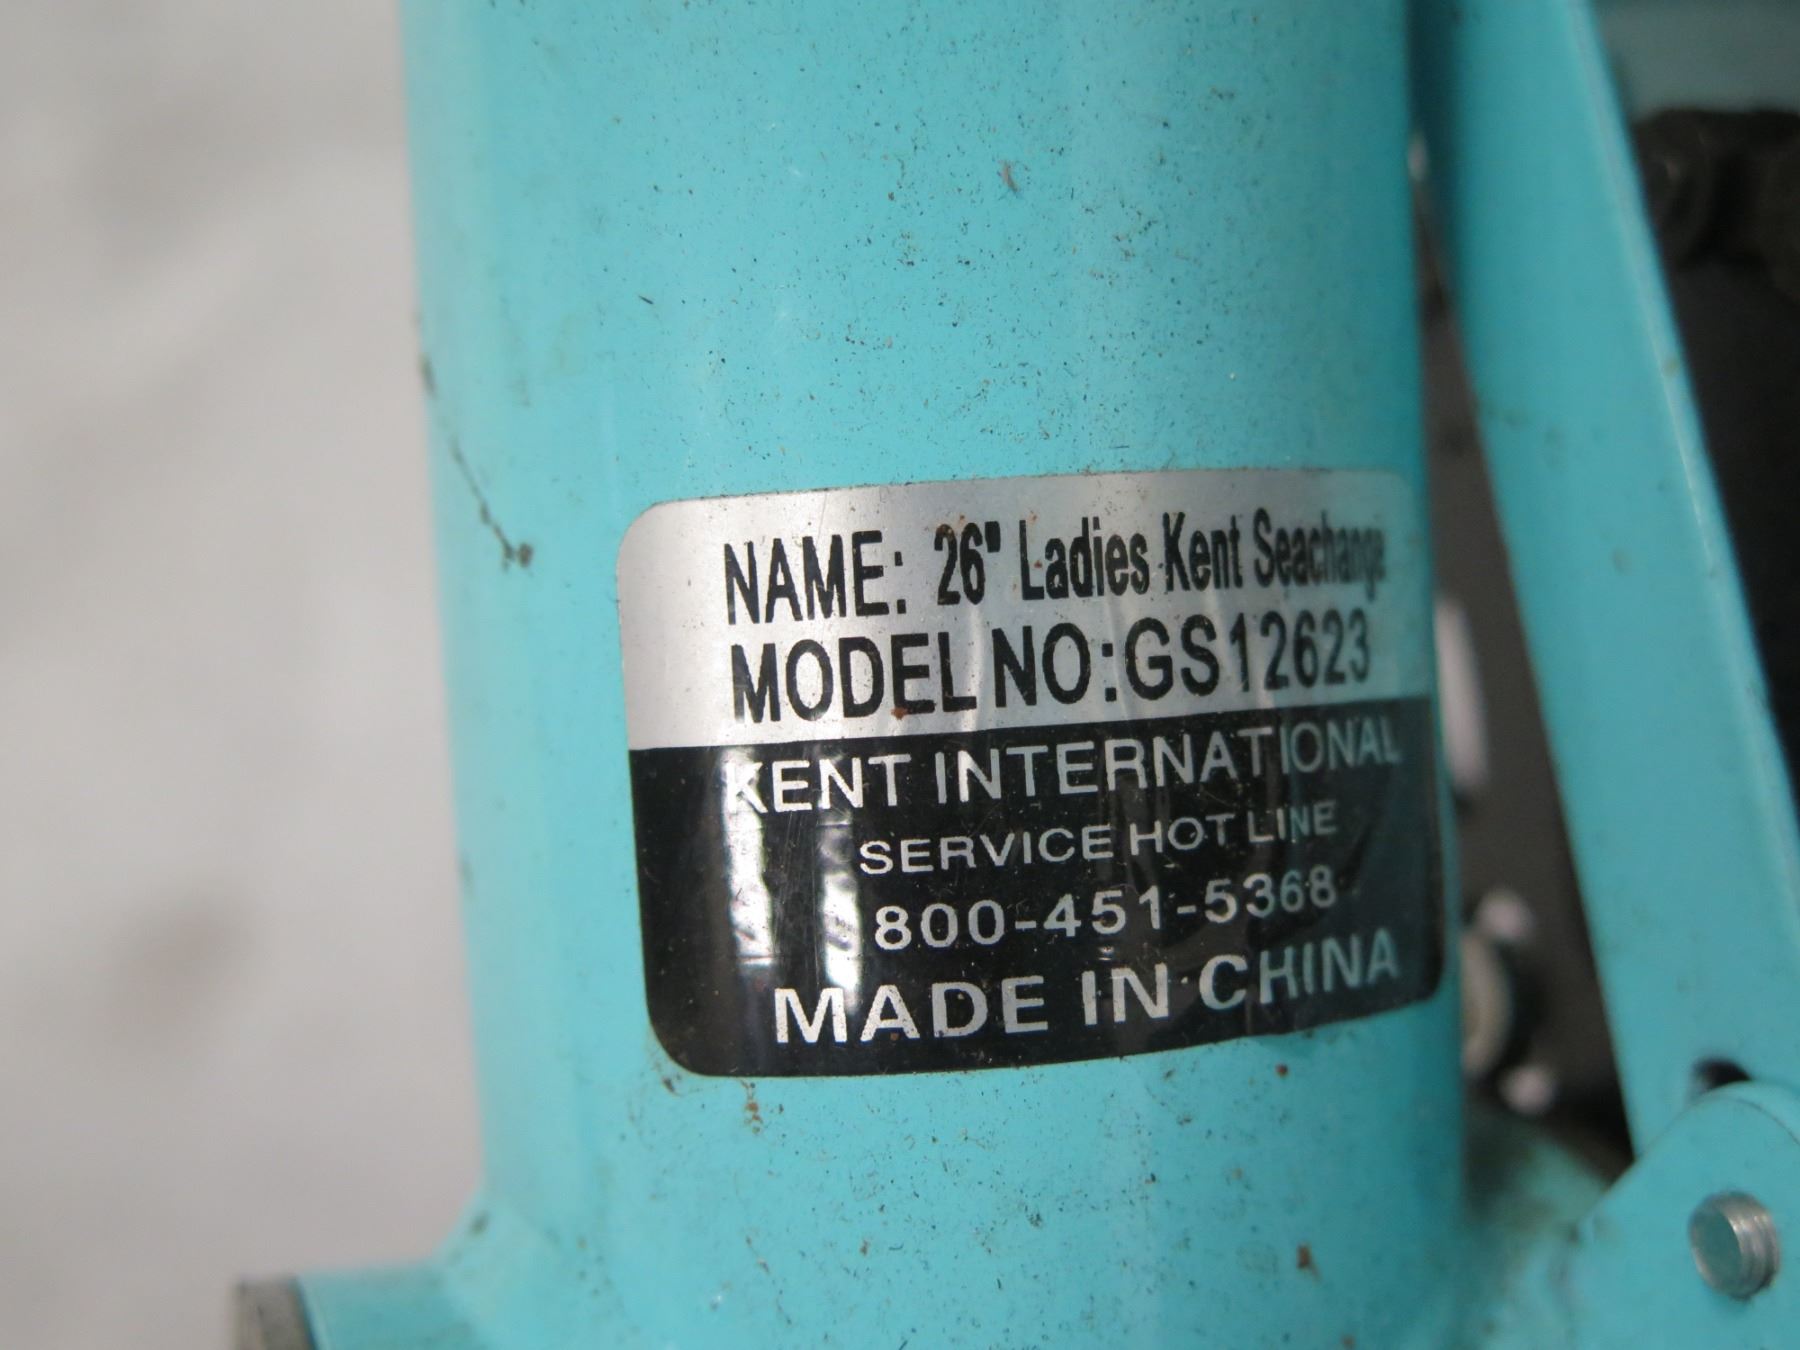 NAME: 26" Ladies Kent Seachange
MODEL NO:GS12623
KENT INTERNATIONAL
SERVICE HOT LINE
800-451-5368
MADE IN CHINA